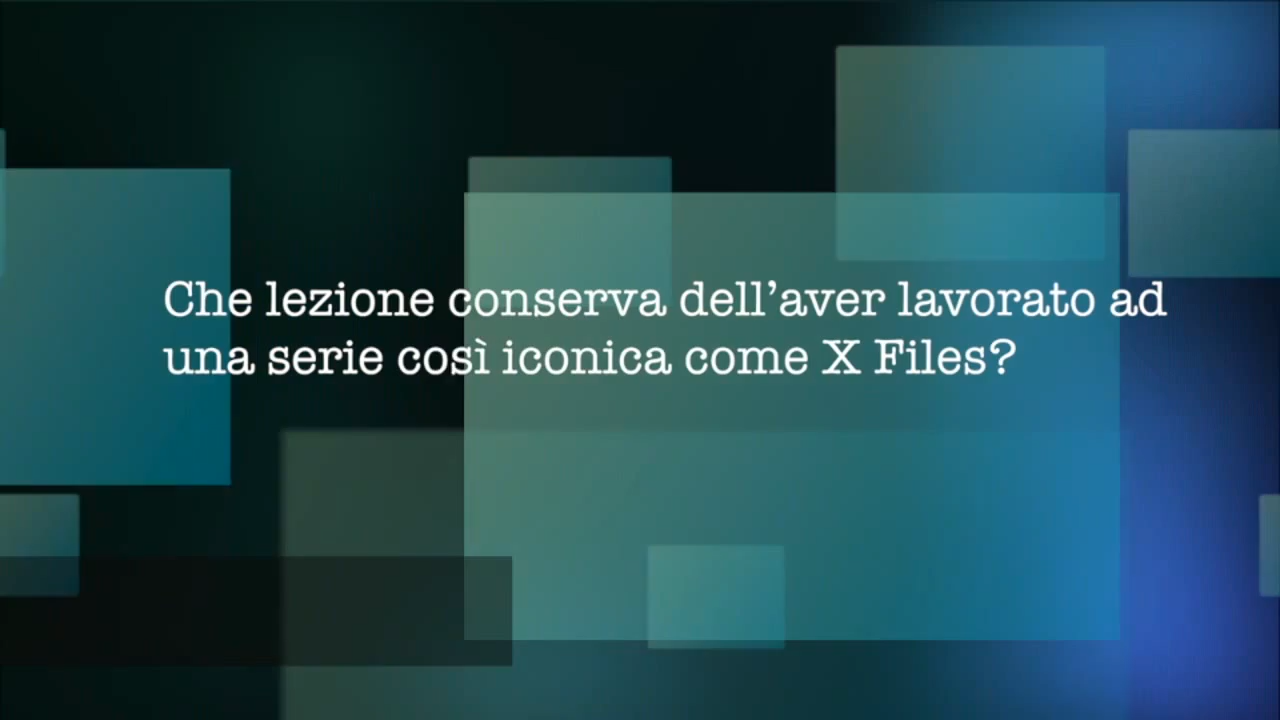 Che lezione conserva dell’aver lavorato ad
una serie così iconica come X Files?